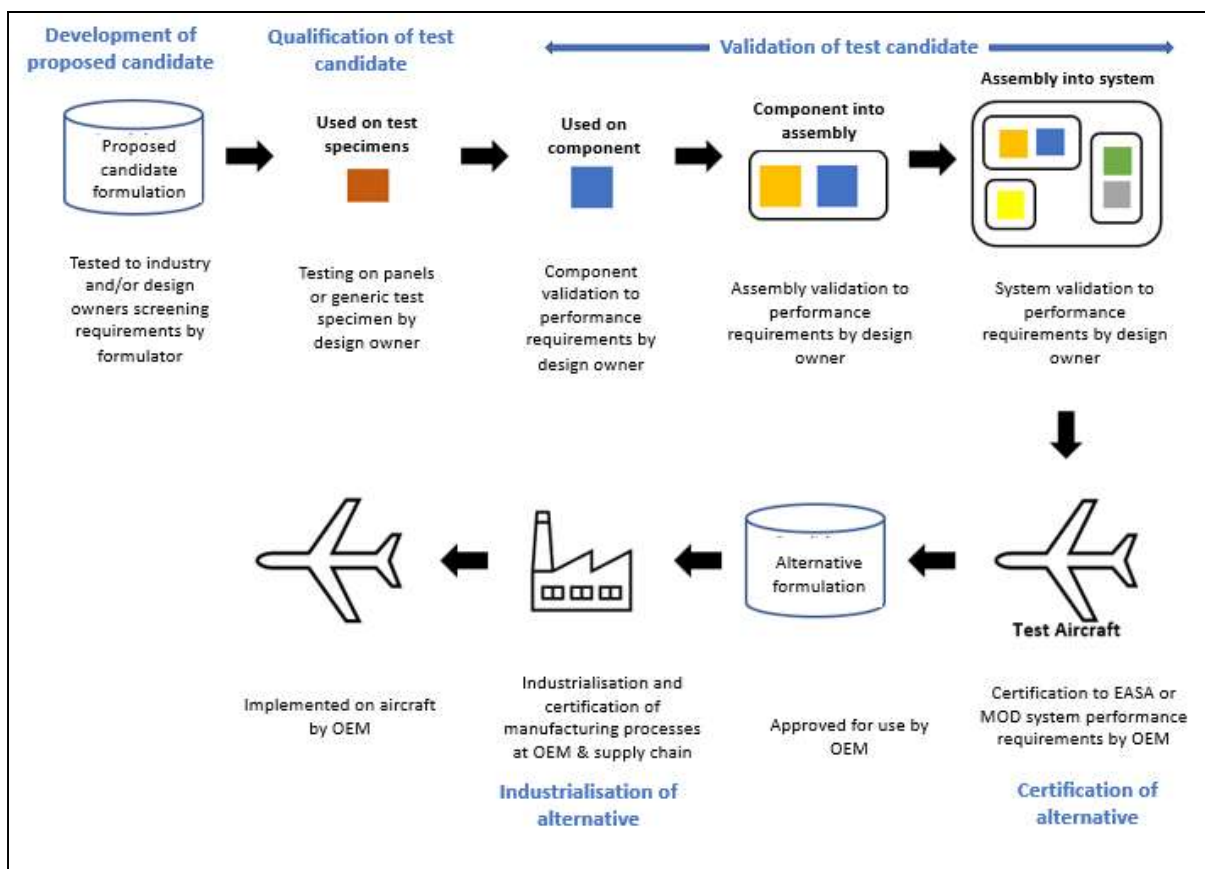 Development of
proposed candidate
Qualification of test
candidate
Validation of test candidate
Proposed
candidate
formulation
Used on test
specimens
Used on
component
Component into
assembly
Assembly into system
Tested to industry
and/or design
owners screening
requirements by
formulator
Testing on panels
or generic test
specimen by
design owner
Component
validation to
performance
requirements by
design owner
Assembly validation to
performance
requirements by design
owner
System validation to
performance
requirements by design
owner
Alternative
formulation
Test Aircraft
Implemented on aircraft
by OEM
Industrialisation and
certification of
manufacturing processes
at OEM & supply chain
Approved for use by
OEM
Certification to EASA or
MOD system performance
requirements by OEM
Industrialisation of
alternative
Certification of
alternative